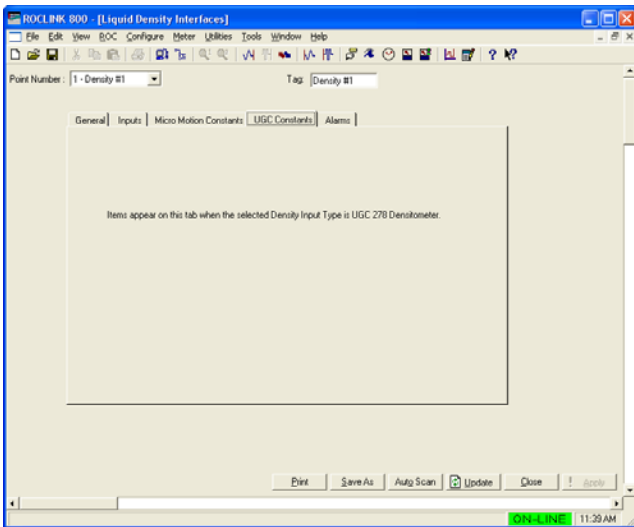 ROCLINK 800 - [Liquid Density Interfaces]
File Edit View ROC Configure Meter Utilities Tools Window Help
Point Number : 1 - Density #1 Tag: Density #1
General Inputs Micro Motion Constants UGC Constants Alarms
Items appear on this tab when the selected Density Input Type is UGC 278 Densitometer.
Print Save As Auto Scan Update Close ! Apply
ON-LINE 11:39 AM